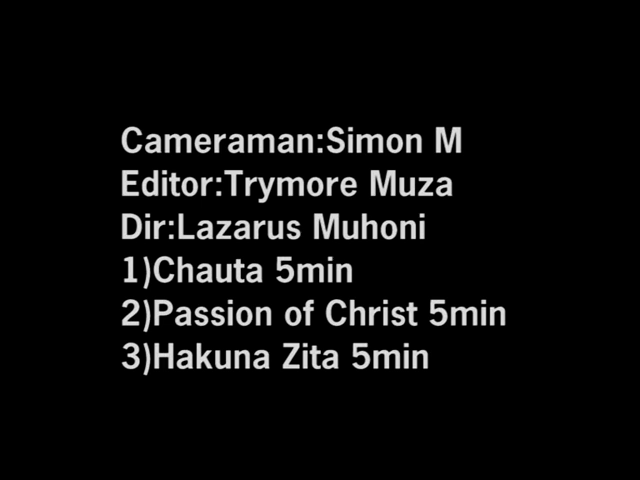 Cameraman:Simon M
Editor:Trymore Muza
Dir:Lazarus Muhoni
1)Chauta 5min
2)Passion of Christ 5min
3)Hakuna Zita 5min